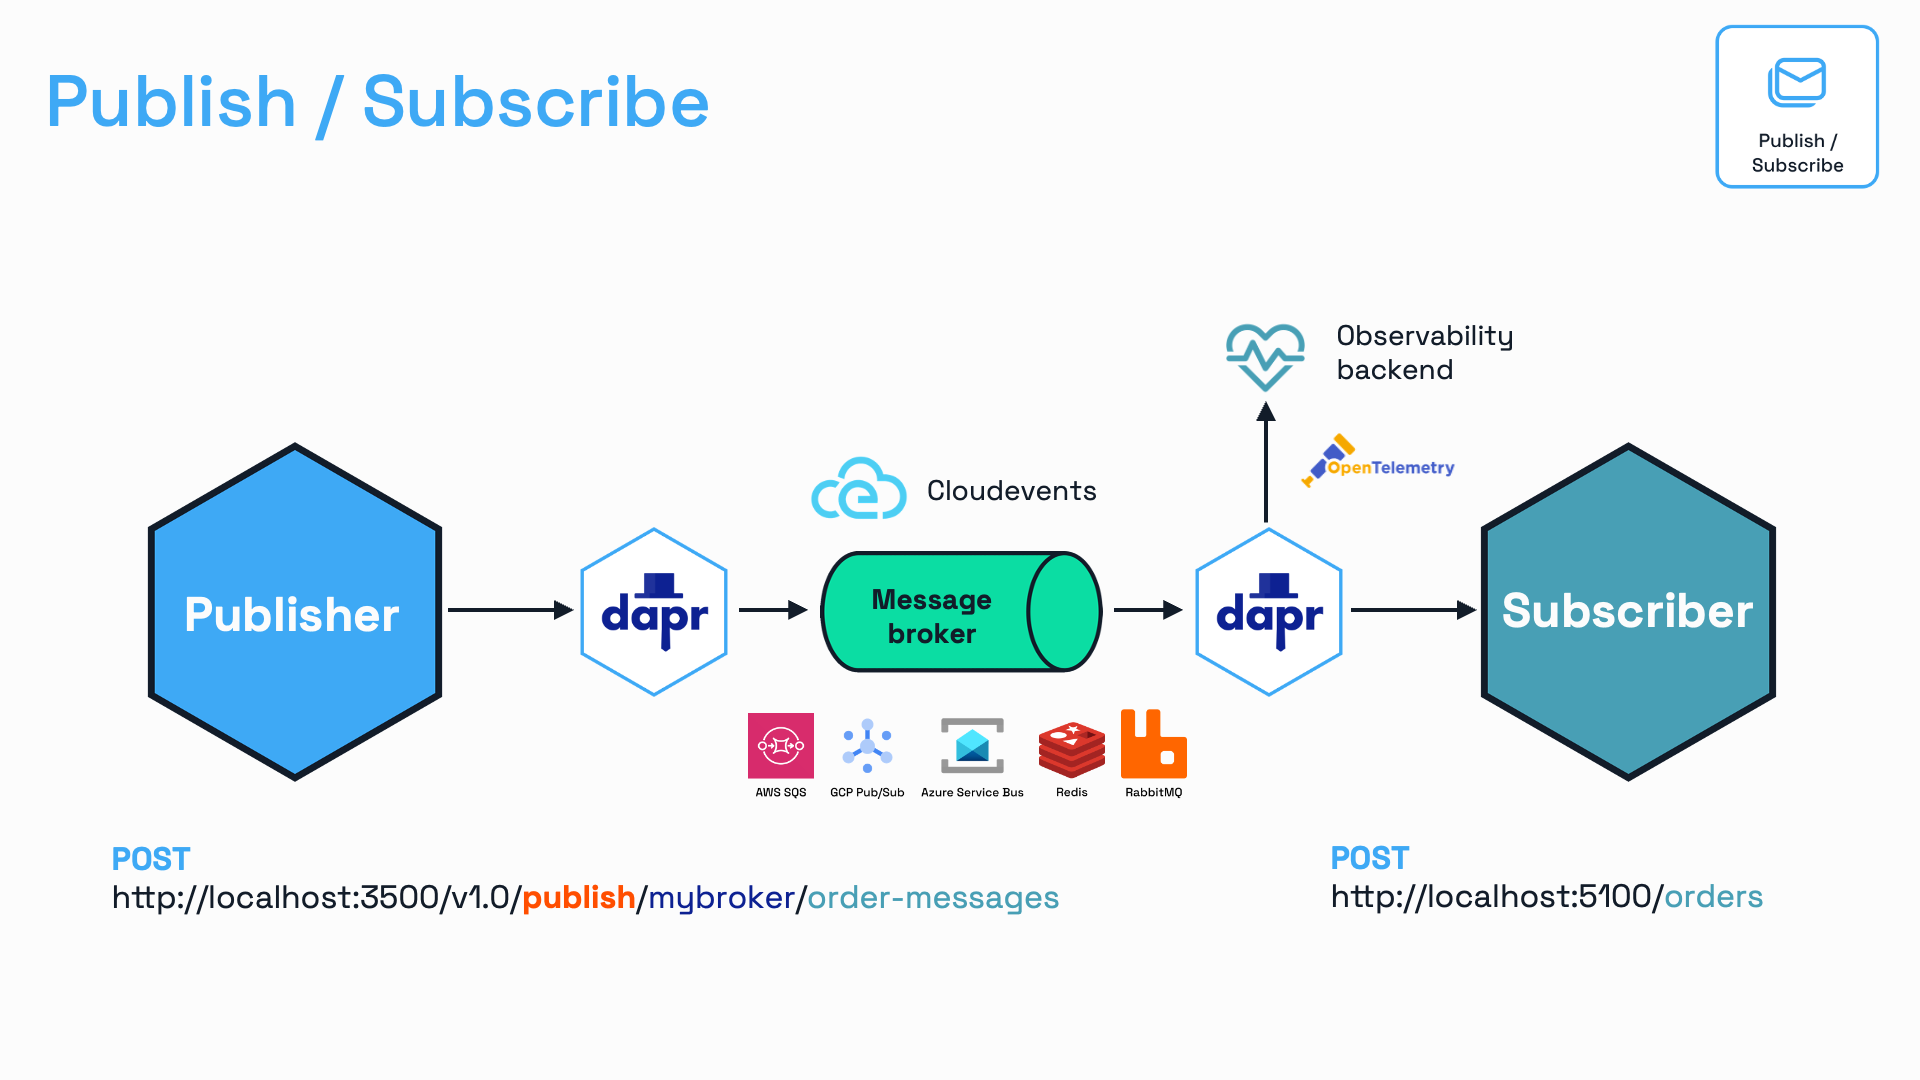 Publish / Subscribe
Publish /
Subscribe
Observability
backend
OpenTelemetry
Cloudevents
Publisher
dapr
Message
broker
dapr
Subscriber
AWS SQS
GCP Pub/Sub
Azure Service Bus
Redis
RabbitMQ
POST
http://localhost:3500/v1.0/publish/mybroker/order-messages
POST
http://localhost:5100/orders